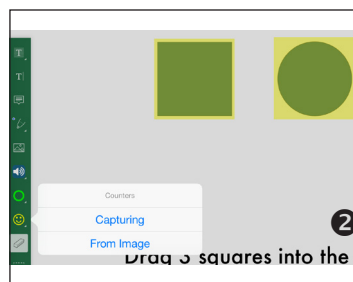 T
T
Counters
Capturing
From Image
2
Drag 3 squares into the